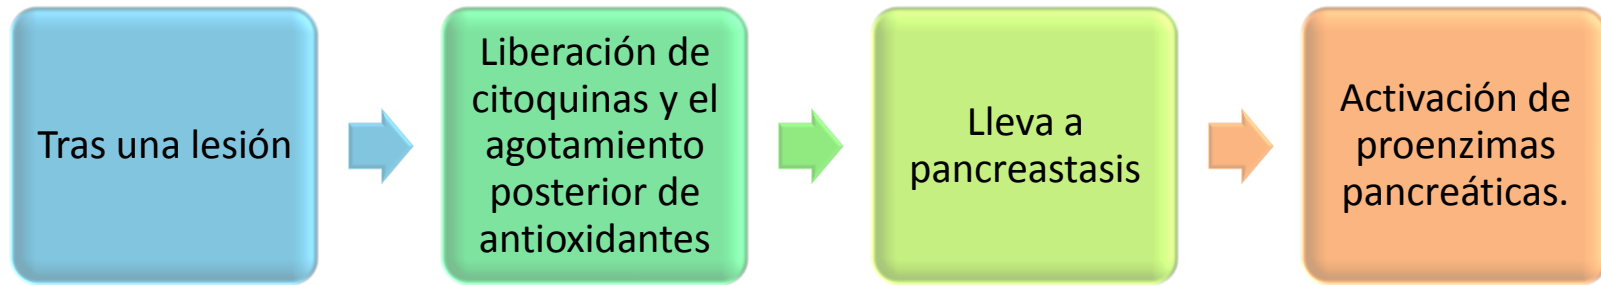 Tras una lesión
Liberación de
citoquinas y el
agotamiento
posterior de
antioxidantes
Lleva a
pancreastasis
Activación de
proenzimas
pancreáticas.